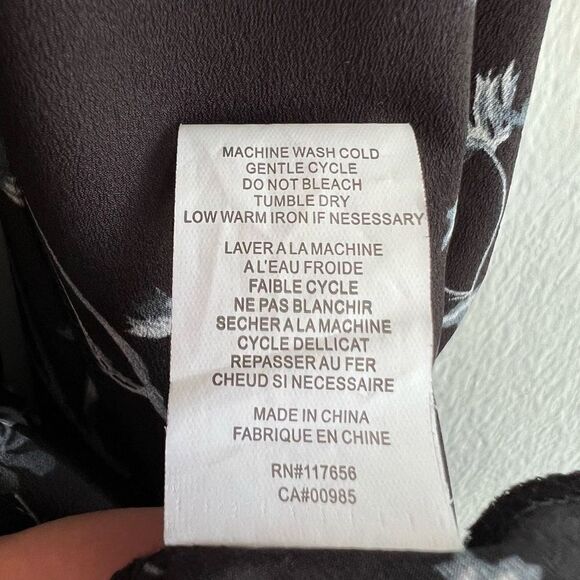 MACHINE WASH COLD
GENTLE CYCLE
DO NOT BLEACH
TUMBLE DRY
LOW WARM IRON IF NESESSARY
LAVER A LA MACHINE
A L'EAU FROIDE
FAIBLE CYCLE
NE PAS BLANCHIR
SECHER A LA MACHINE
CYCLE DELLICAT
REPASSER AU FER
CHEUD SI NECESSAIRE
MADE IN CHINA
FABRIQUE EN CHINE
RN#117656
CA#00985